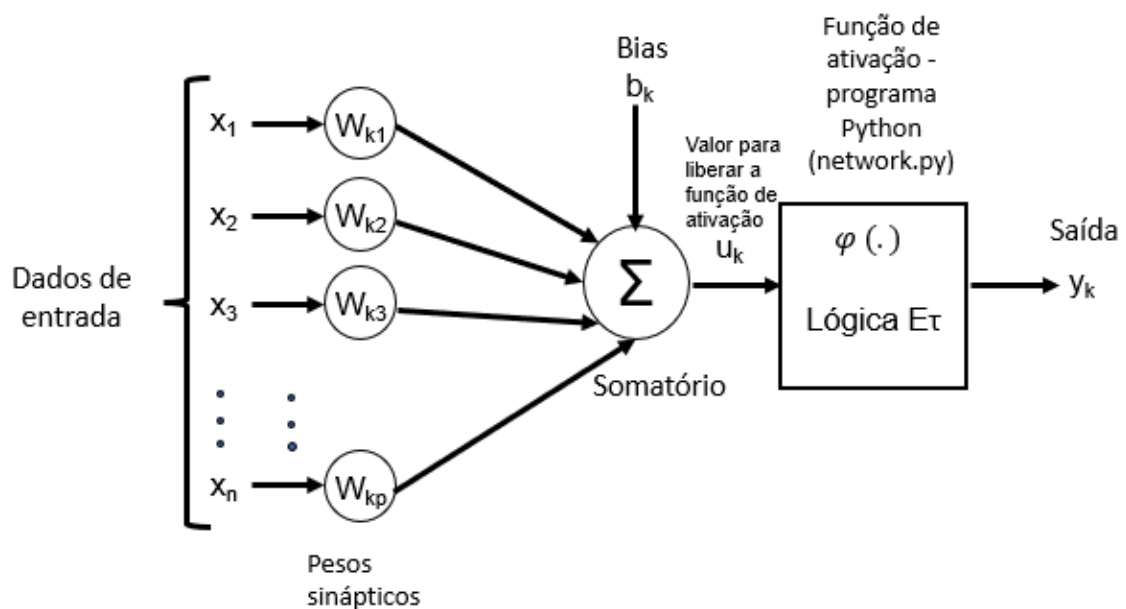 Dados de
entrada
x1
x2
x3
xn
Wk1
Wk2
Wk3
Wkp
Pesos
sinápticos
Bias
bk
Σ
Somatório
Valor para
liberar a
função de
ativação
uk
Função de
ativação -
programa
Python
(network.py)
φ (.)
Lógica Eτ
Saída
yk